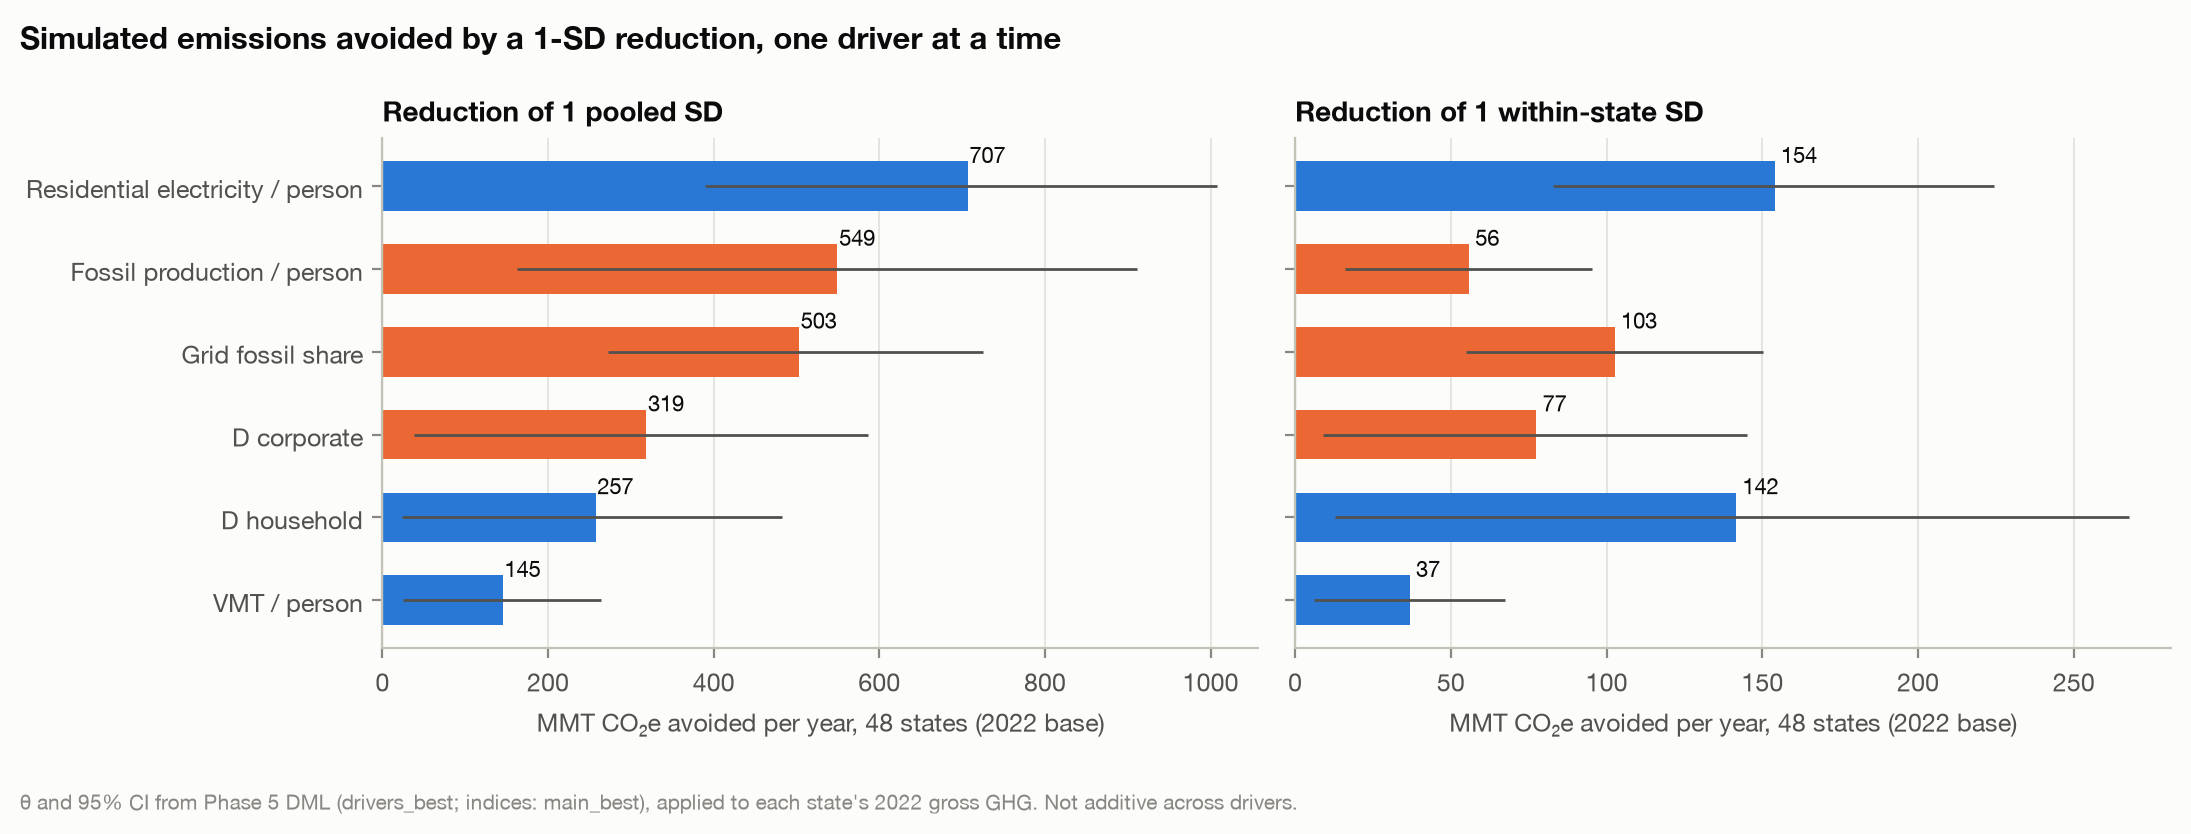 Simulated emissions avoided by a 1-SD reduction, one driver at a time
Reduction of 1 pooled SD
Residential electricity / person
707
Fossil production / person
549
Grid fossil share
503
D corporate
319
D household
257
VMT / person
145
0 200 400 600 800 1000
MMT CO₂e avoided per year, 48 states (2022 base)
Reduction of 1 within-state SD
154
56
103
77
142
37
0 50 100 150 200 250
MMT CO₂e avoided per year, 48 states (2022 base)
θ and 95% CI from Phase 5 DML (drivers_best; indices: main_best), applied to each state's 2022 gross GHG. Not additive across drivers.